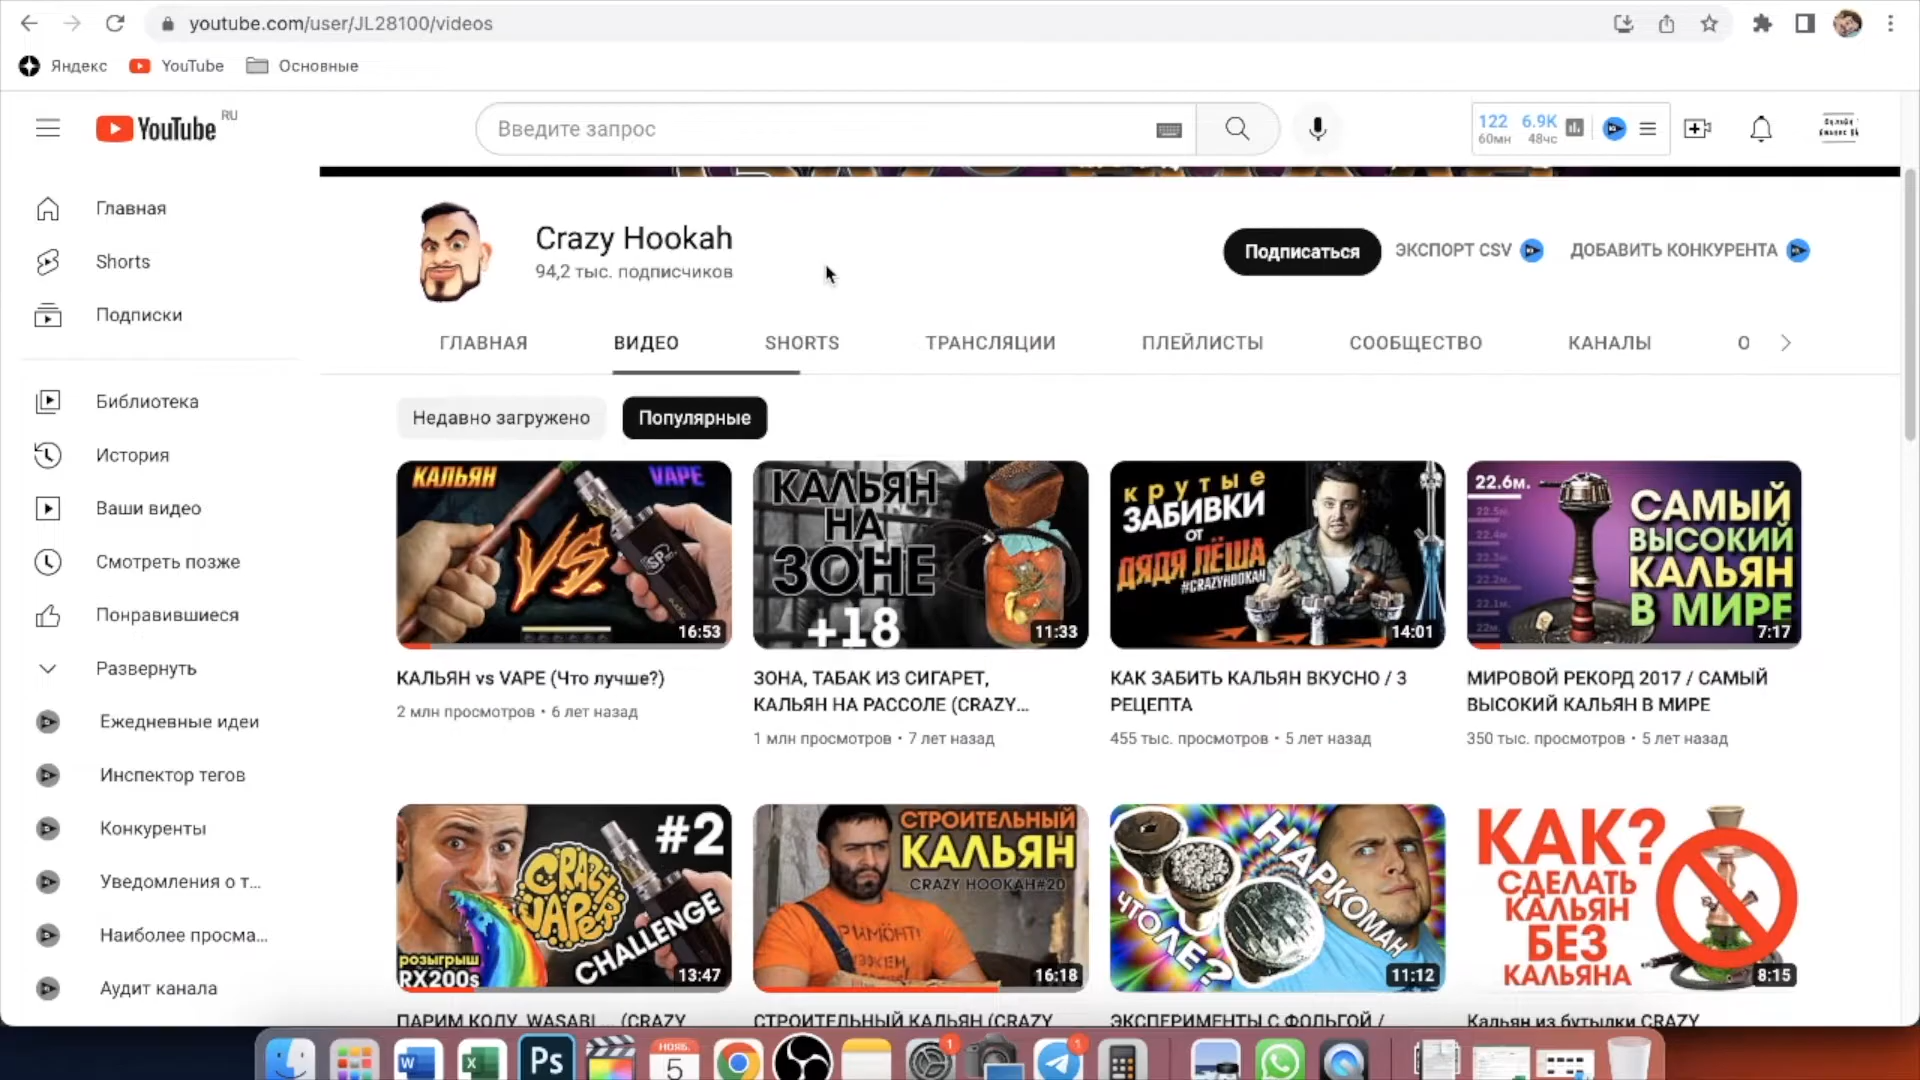 youtube.com/user/JL28100/videos
Яндекс
YouTube
Основные
YouTube
RU
Введите запрос
122
60мн
6.9K
48чс
Главная
Shorts
Подписки
Библиотека
История
Ваши видео
Смотреть позже
Понравившиеся
Развернуть
Ежедневные идеи
Инспектор тегов
Конкуренты
Уведомления о т...
Наиболее просма...
Аудит канала
Crazy Hookah
94,2 тыс. подписчиков
Подписаться
ЭКСПОРТ CSV
ДОБАВИТЬ КОНКУРЕНТА
ГЛАВНАЯ
ВИДЕО
SHORTS
ТРАНСЛЯЦИИ
ПЛЕЙЛИСТЫ
СООБЩЕСТВО
КАНАЛЫ
О
Недавно загружено
Популярные
КАЛЬЯН
VAPE
VS
16:53
КАЛЬЯН vs VAPE (Что лучше?)
2 млн просмотров • 6 лет назад
КАЛЬЯН
НА
ЗОНЕ
+18
11:33
ЗОНА, ТАБАК ИЗ СИГАРЕТ,
КАЛЬЯН НА РАССОЛЕ (CRAZY...
1 млн просмотров • 7 лет назад
крутые
ЗАБИВКИ
ОТ
ДЯДЯ ЛЁША
#CRAZYHOOKAH
14:01
КАК ЗАБИТЬ КАЛЬЯН ВКУСНО / 3
РЕЦЕПТА
455 тыс. просмотров • 5 лет назад
22.6м.
САМЫЙ
ВЫСОКИЙ
КАЛЬЯН
В МИРЕ
7:17
МИРОВОЙ РЕКОРД 2017 / САМЫЙ
ВЫСОКИЙ КАЛЬЯН В МИРЕ
350 тыс. просмотров • 5 лет назад
#2
CRAZY
VAPE
CHALLENGE
розыгрыш
RX200s
13:47
ПАРИМ КОЛУ, WASABI ... (CRAZY
СТРОИТЕЛЬНЫЙ
КАЛЬЯН
CRAZY HOOKAH#20
16:18
СТРОИТЕЛЬНЫЙ КАЛЬЯН (CRAZY
НАРКОМАН
ЧТОЛЕ?
11:12
ЭКСПЕРИМЕНТЫ С ФОЛЬГОЙ /
КАК?
СДЕЛАТЬ
КАЛЬЯН
БЕЗ
КАЛЬЯНА
8:15
Кальян из бутылки CRAZY
W
X
Ps
НОЯБ.
5
1
1